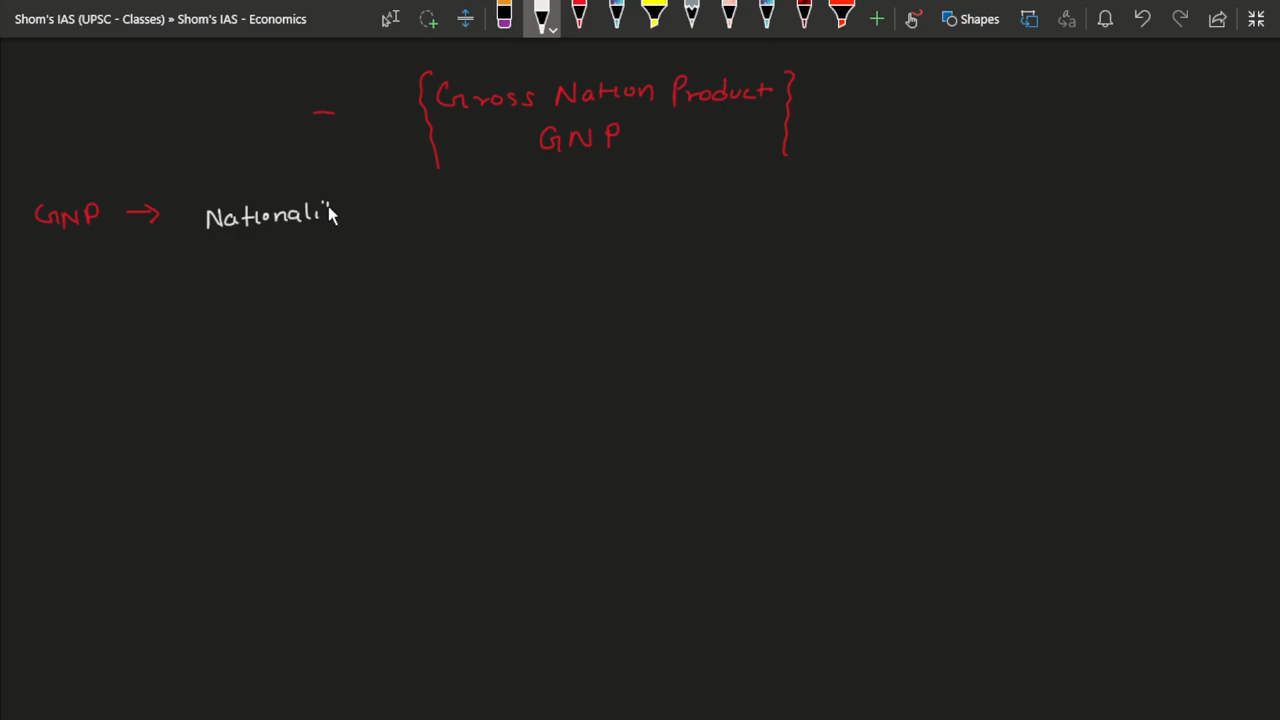 Shom's IAS (UPSC - Classes) » Shom's IAS - Economics
Shapes
{Gross Nation Product}
GNP
GNP → Nationali